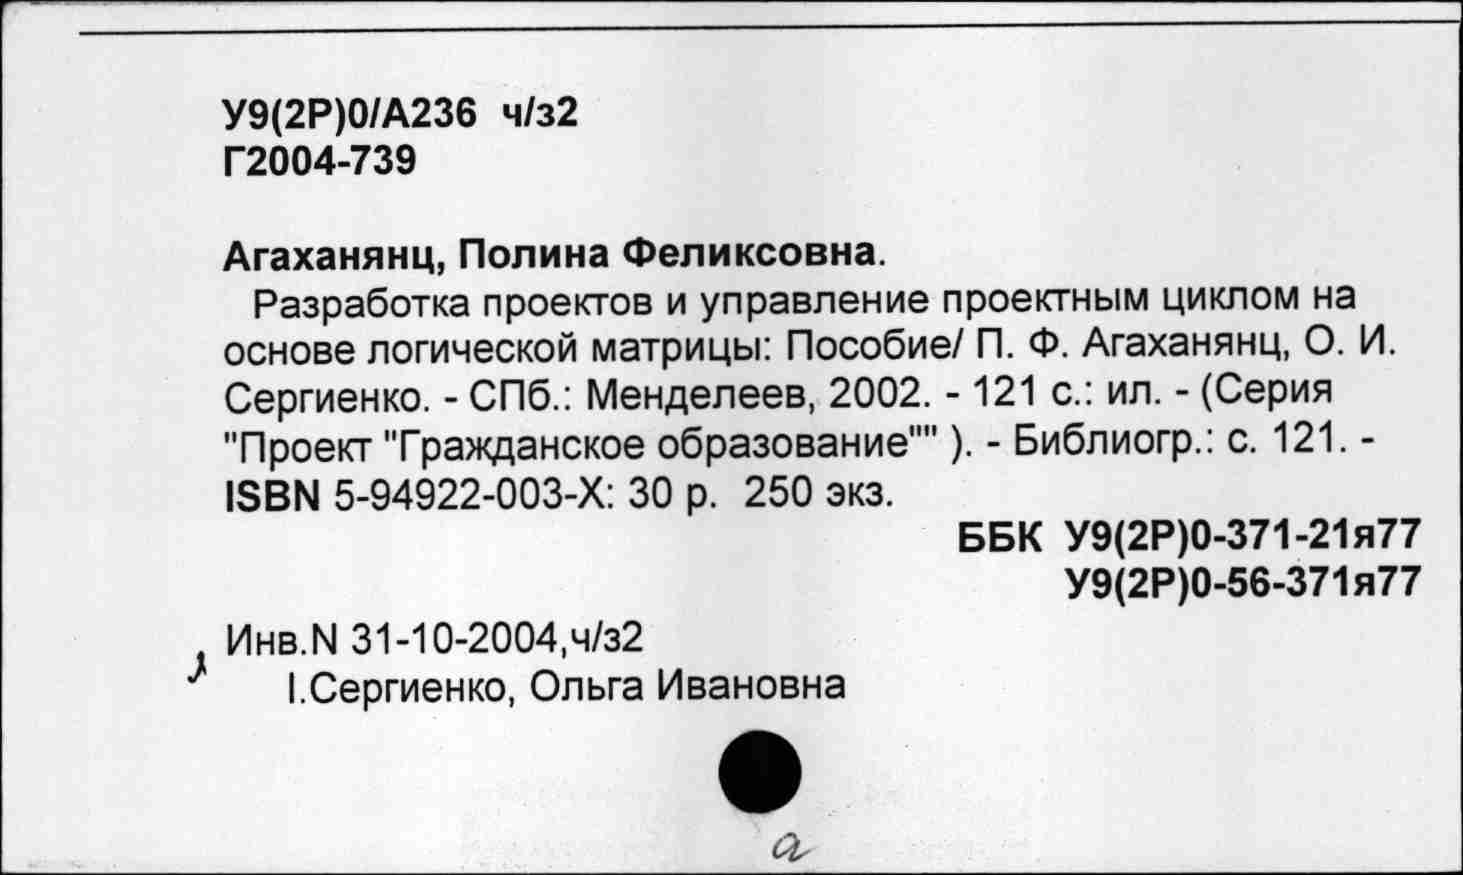 У9(2Р)0/А236 ч/з2
Г2004-739
Агаханянц, Полина Феликсовна.
Разработка проектов и управление проектным циклом на
основе логической матрицы: Пособие/ П. Ф. Агаханянц, О. И.
Сергиенко. - СПб.: Менделеев, 2002. - 121 с.: ил. - (Серия
"Проект "Гражданское образование"" ). - Библиогр.: с. 121. -
ISBN 5-94922-003-X: 30 р. 250 экз.
ББК У9(2Р)0-371-21я77
У9(2Р)0-56-371я77
Инв.N 31-10-2004,ч/з2
I.Сергиенко, Ольга Ивановна
а